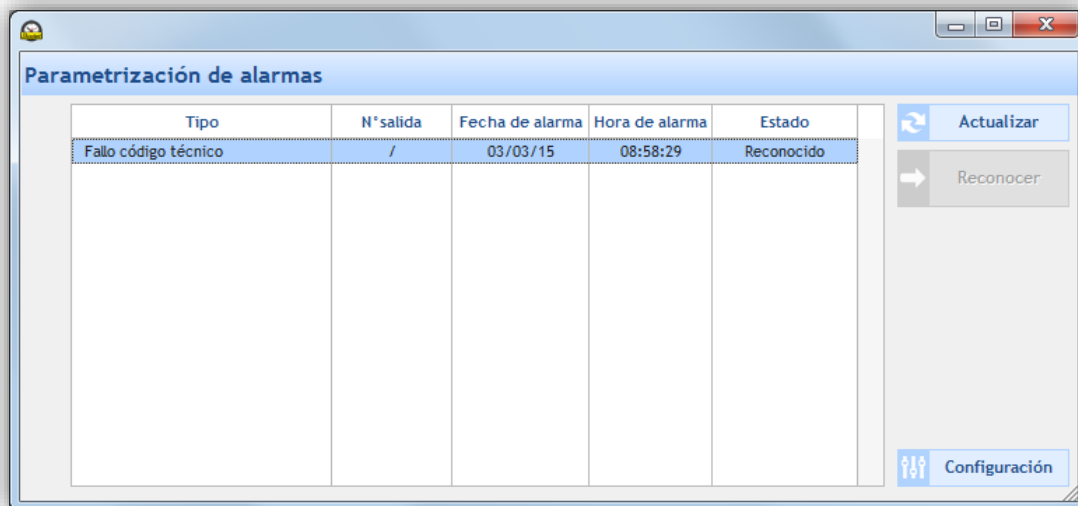 Parametrización de alarmas
Tipo N°salida Fecha de alarma Hora de alarma Estado
Fallo código técnico / 03/03/15 08:58:29 Reconocido
Actualizar
Reconocer
Configuración